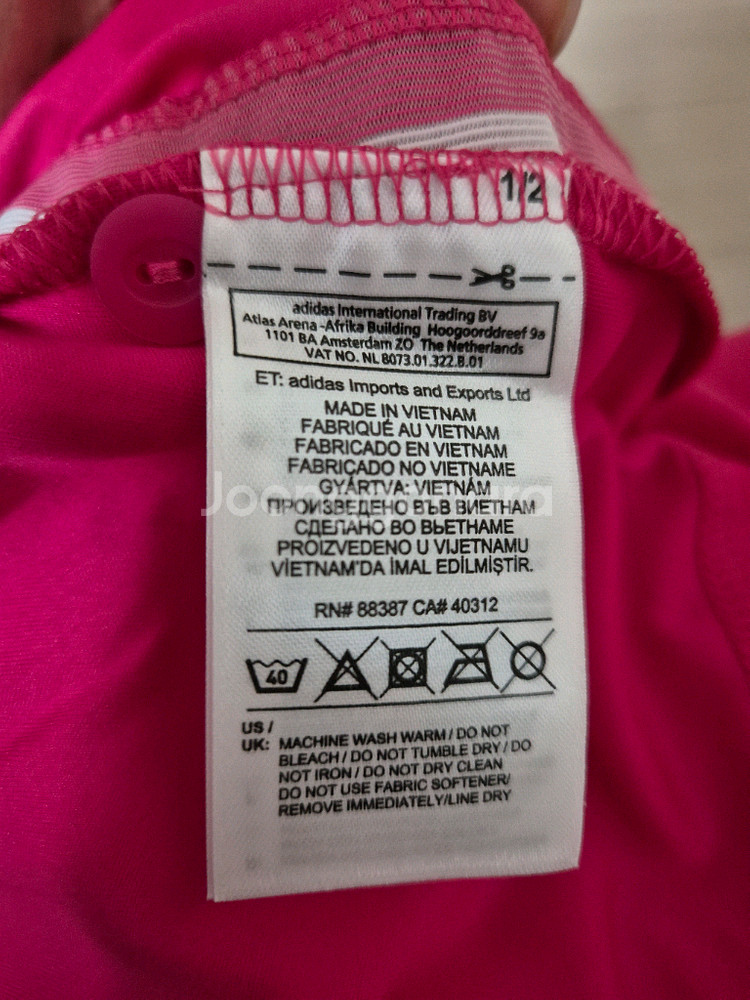 1/2
adidas International Trading BV
Atlas Arena -Afrika Building Hoogoorddreef 9a
1101 BA Amsterdam ZO The Netherlands
VAT NO. NL 8073.01.322.B.01
ET: adidas Imports and Exports Ltd
MADE IN VIETNAM
FABRIQUÉ AU VIETNAM
FABRICADO EN VIETNAM
FABRICADO NO VIETNAME
GYÁRTVA: VIETNÁM
ПРОИЗВЕДЕНО ВЪВ ВИЕТНАМ
СДЕЛАНО ВО ВЬЕТНАМЕ
PROIZVEDENO U VIJETNAMU
VİETNAM'DA İMAL EDİLMİŞTİR.
RN# 88387 CA# 40312
40
US /
UK: MACHINE WASH WARM / DO NOT
BLEACH / DO NOT TUMBLE DRY / DO
NOT IRON / DO NOT DRY CLEAN
DO NOT USE FABRIC SOFTENER/
REMOVE IMMEDIATELY/LINE DRY